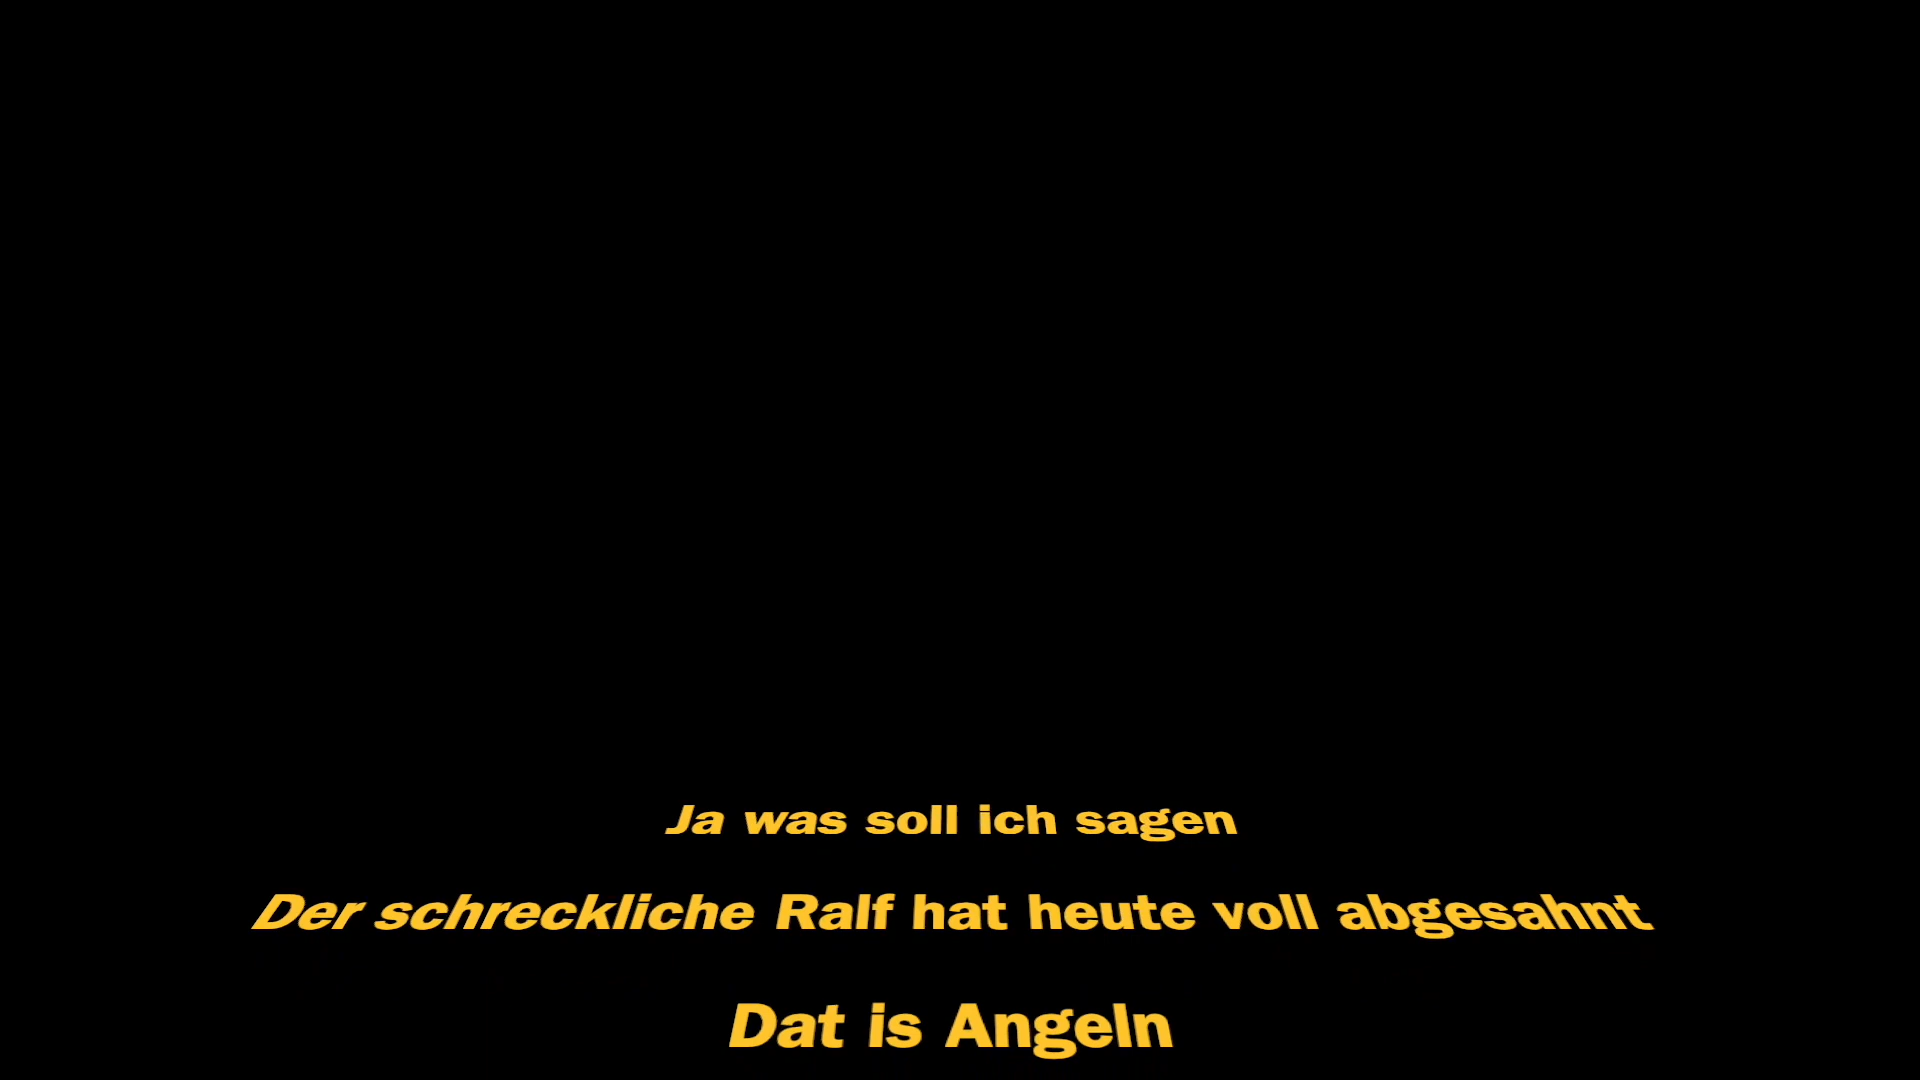 Ja was soll ich sagen
Der schreckliche Ralf hat heute voll abgesahnt
Dat is Angeln